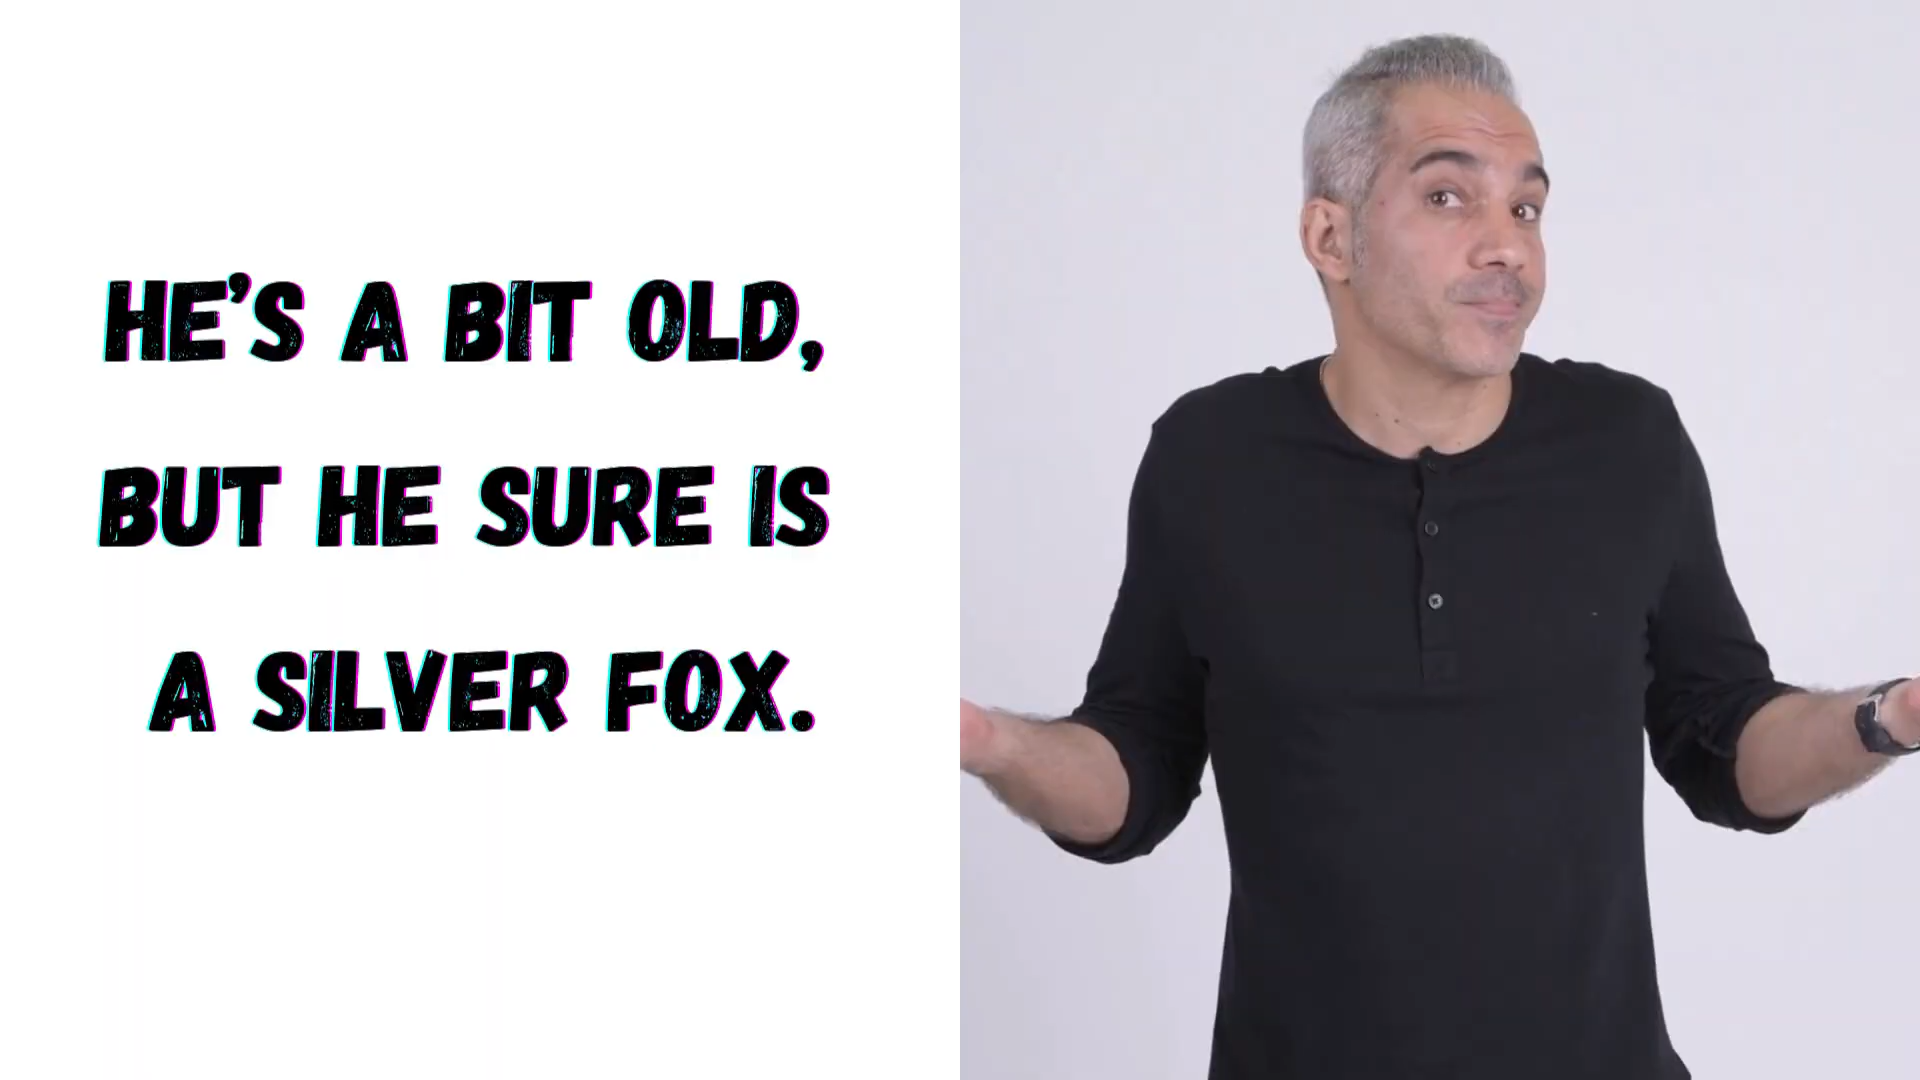 HE’S A BIT OLD,
BUT HE SURE IS
A SILVER FOX.